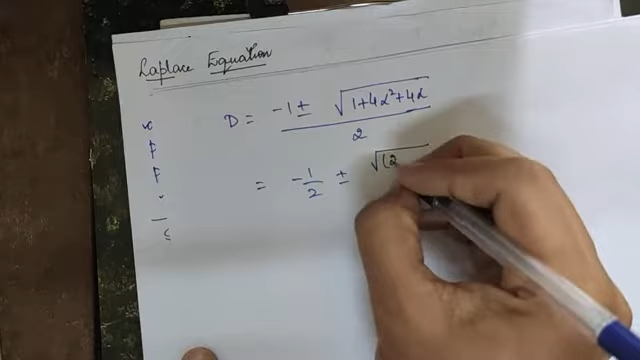 Laplace Equation
D = -1 ± √1+4α²+4α
2
= -1/2 ± √(2